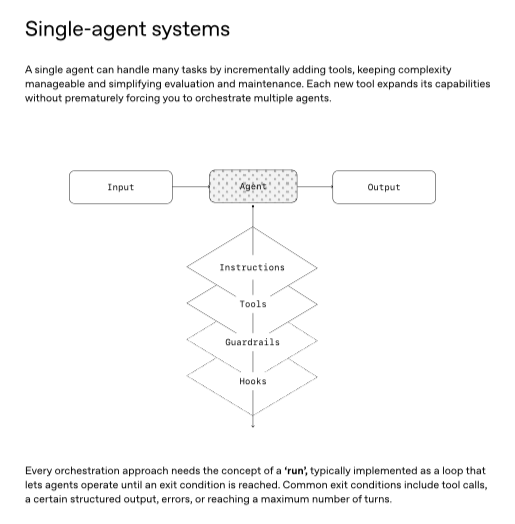 Single-agent systems
A single agent can handle many tasks by incrementally adding tools, keeping complexity
manageable and simplifying evaluation and maintenance. Each new tool expands its capabilities
without prematurely forcing you to orchestrate multiple agents.
Input
Agent
Output
Instructions
Tools
Guardrails
Hooks
Every orchestration approach needs the concept of a ‘run’, typically implemented as a loop that
lets agents operate until an exit condition is reached. Common exit conditions include tool calls,
a certain structured output, errors, or reaching a maximum number of turns.